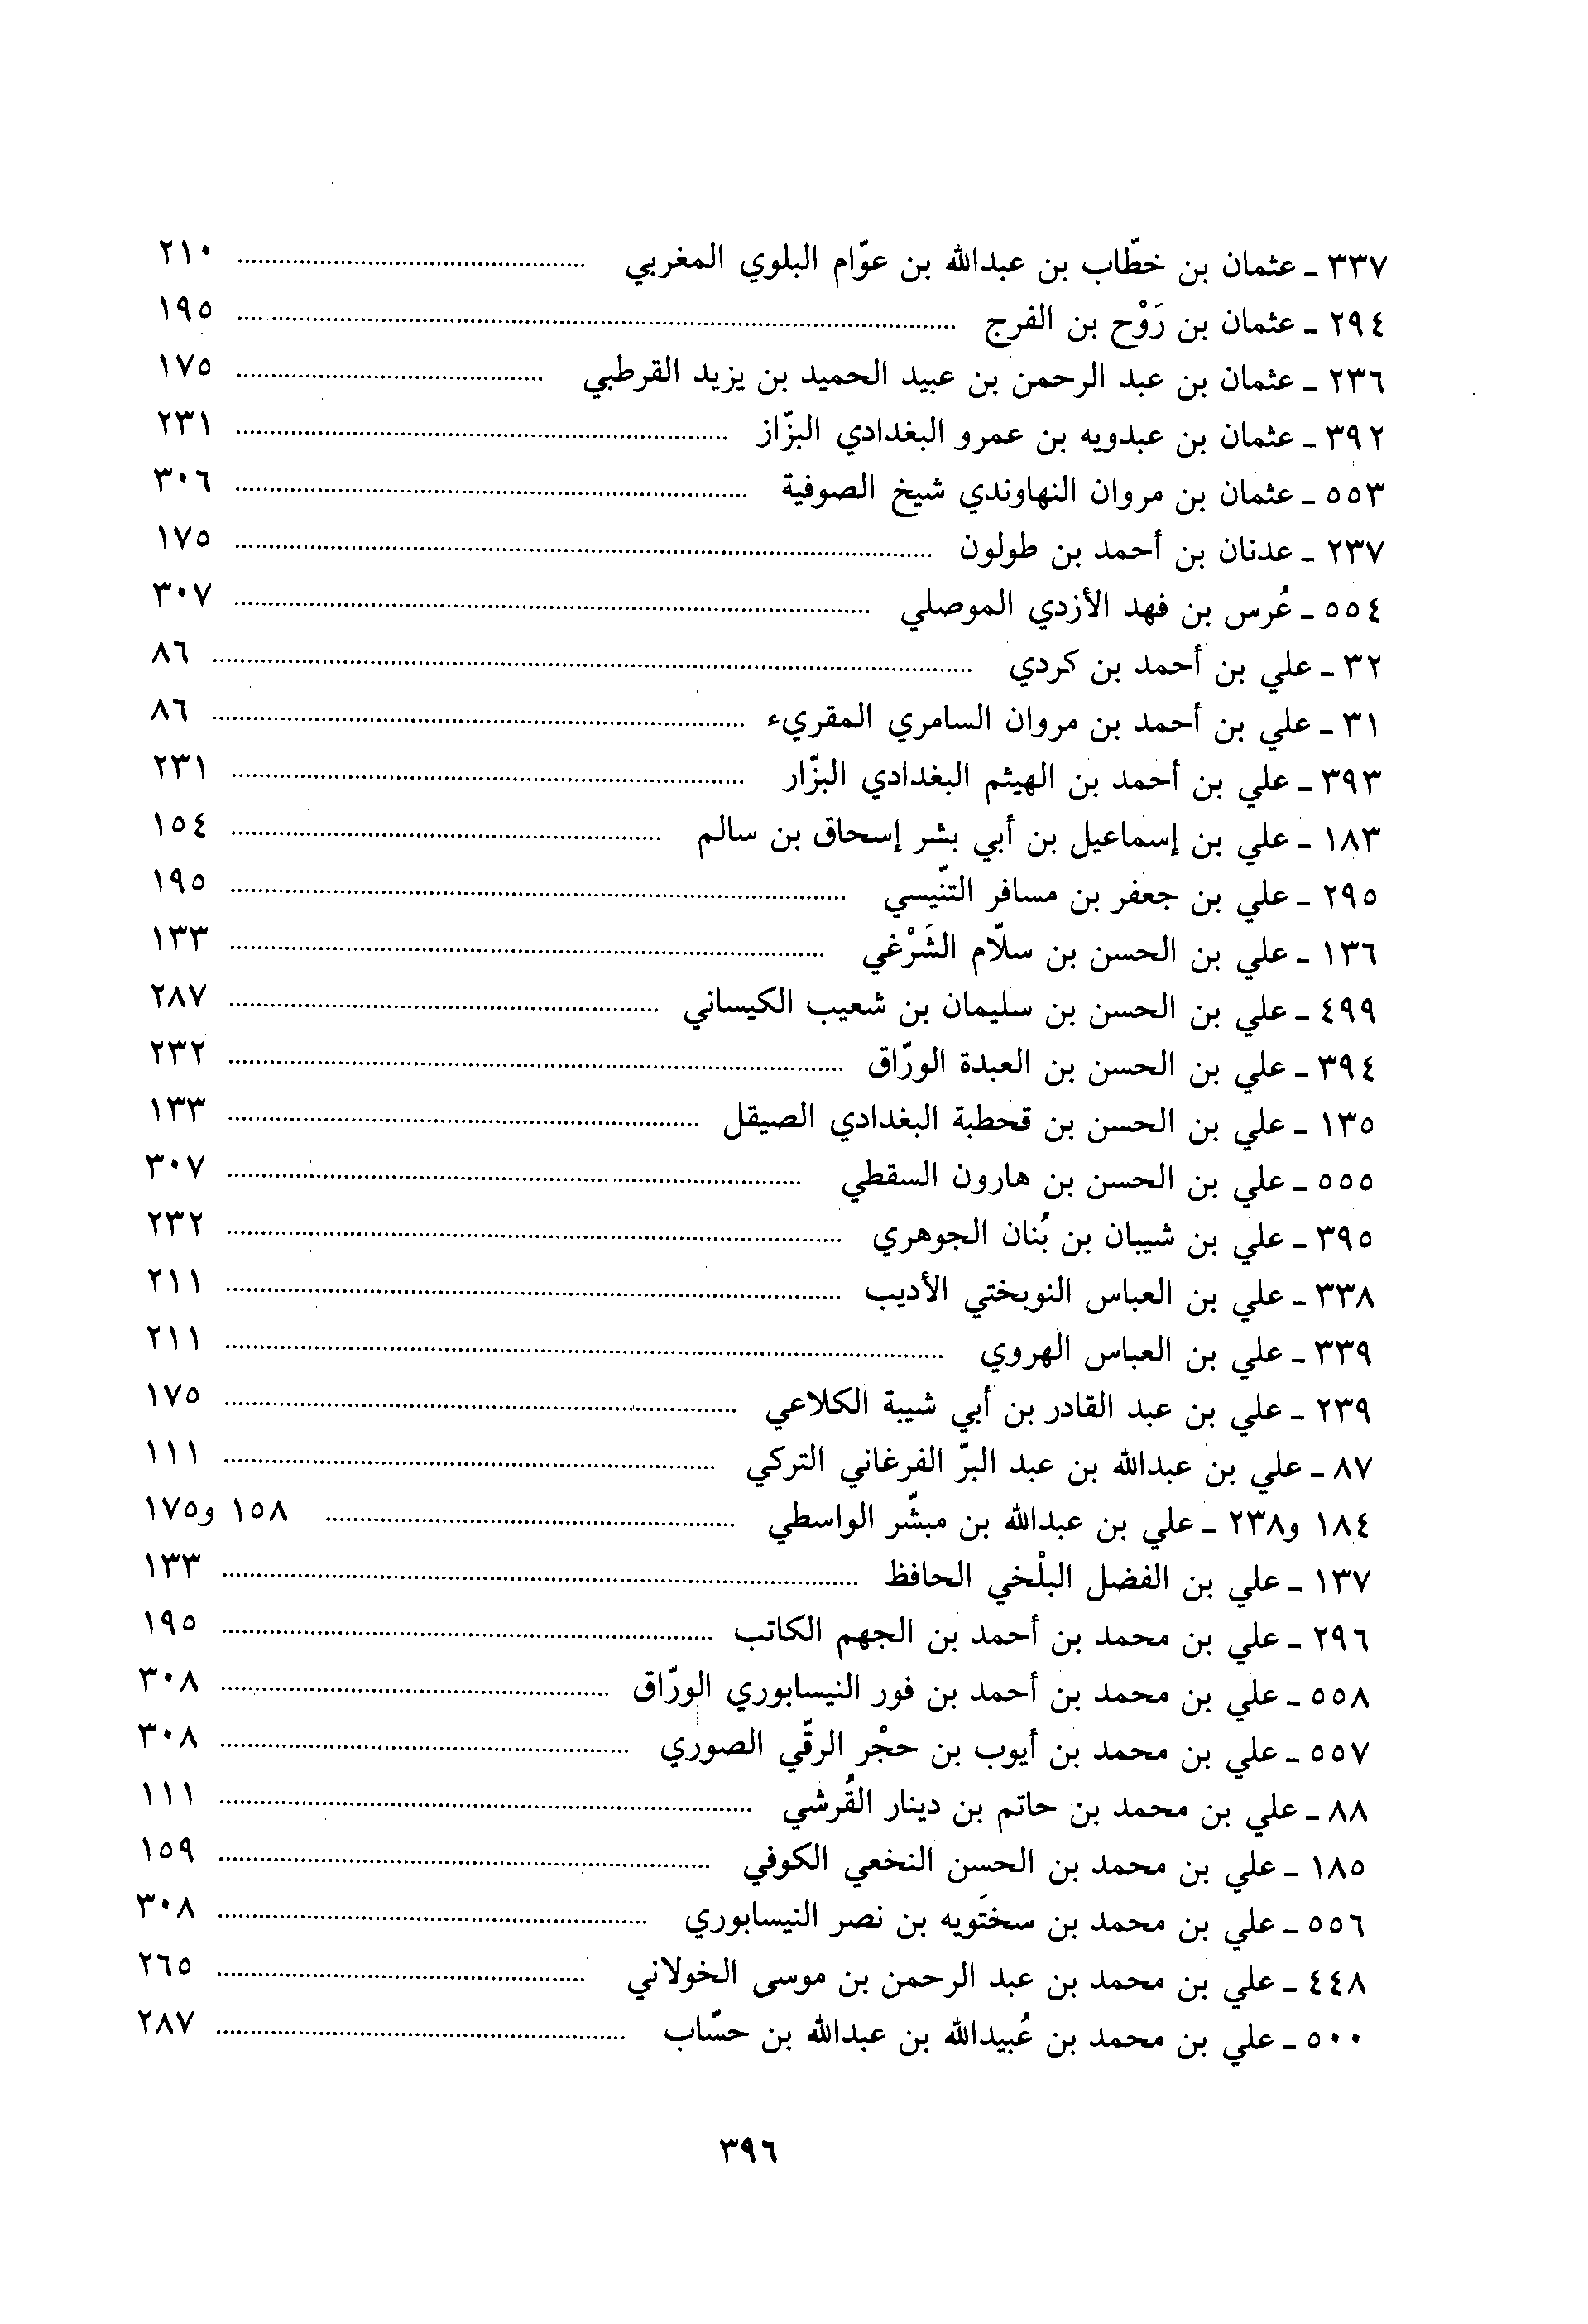 ٣٣٧ - عثمان بن خطّاب بن عبدالله بن عوّام البلوي المغربي ........ ٢١٠
٢٩٤ - عثمان بن رَوْح بن الفرج ........ ١٩٥
٢٣٦ - عثمان بن عبد الرحمن بن عبيد الحميد بن يزيد القرطبي ........ ١٧٥
٣٩٢ - عثمان بن عبدويه بن عمرو البغدادي البزّاز ........ ٢٣١
٥٥٣ - عثمان بن مروان النهاوندي شيخ الصوفية ........ ٣٠٦
٢٣٧ - عدنان بن أحمد بن طولون ........ ١٧٥
٥٥٤ - عُرس بن فهد الأزدي الموصلي ........ ٣٠٧
٣٢ - علي بن أحمد بن كردي ........ ٨٦
٣١ - علي بن أحمد بن مروان السامري المقريء ........ ٨٦
٣٩٣ - علي بن أحمد بن الهيثم البغدادي البزّار ........ ٢٣١
١٨٣ - علي بن إسماعيل بن أبي بشر إسحاق بن سالم ........ ١٥٤
٢٩٥ - علي بن جعفر بن مسافر التنّيسي ........ ١٩٥
١٣٦ - علي بن الحسن بن سلّام الشَرْغي ........ ١٣٣
٤٩٩ - علي بن الحسن بن سليمان بن شعيب الكيساني ........ ٢٨٧
٣٩٤ - علي بن الحسن بن العبدة الورّاق ........ ٢٣٢
١٣٥ - علي بن الحسن بن قحطبة البغدادي الصيقل ........ ١٣٣
٥٥٥ - علي بن الحسن بن هارون السقطي ........ ٣٠٧
٣٩٥ - علي بن شيبان بن بُنان الجوهري ........ ٢٣٢
٣٣٨ - علي بن العباس النوبختي الأديب ........ ٢١١
٣٣٩ - علي بن العباس الهروي ........ ٢١١
٢٣٩ - علي بن عبد القادر بن أبي شيبة الكلاعي ........ ١٧٥
٨٧ - علي بن عبدالله بن عبد البرّ الفرغاني التركي ........ ١١١
١٨٤ و٢٣٨ - علي بن عبدالله بن مبشّر الواسطي ........ ١٥٨ و١٧٥
١٣٧ - علي بن الفضل البلْخي الحافظ ........ ١٣٣
٢٩٦ - علي بن محمد بن أحمد بن الجهم الكاتب ........ ١٩٥
٥٥٨ - علي بن محمد بن أحمد بن فور النيسابوري الورّاق ........ ٣٠٨
٥٥٧ - علي بن محمد بن أيوب بن حجْر الرقّي الصوري ........ ٣٠٨
٨٨ - علي بن محمد بن حاتم بن دينار القُرشي ........ ١١١
١٨٥ - علي بن محمد بن الحسن النخعي الكوفي ........ ١٥٩
٥٥٦ - علي بن محمد بن سختَويه بن نصر النيسابوري ........ ٣٠٨
٤٤٨ - علي بن محمد بن عبد الرحمن بن موسى الخولاني ........ ٢٦٥
٥٠٠ - علي بن محمد بن عُبيدالله بن عبدالله بن حسّاب ........ ٢٨٧
٣٩٦